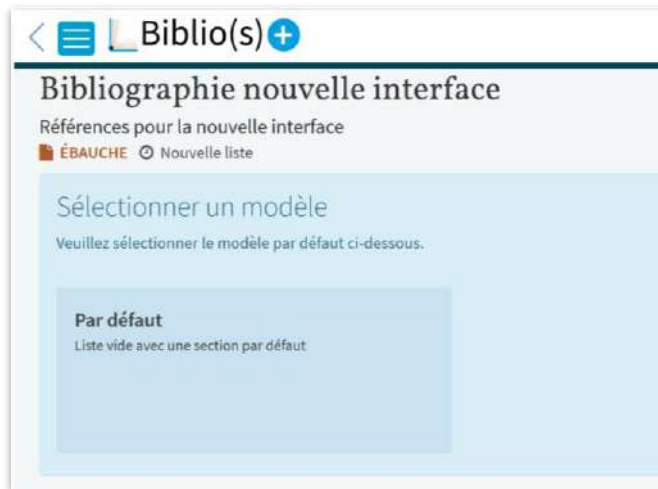 Biblio(s)
Bibliographie nouvelle interface
Références pour la nouvelle interface
ÉBAUCHE Nouvelle liste
Sélectionner un modèle
Veuillez sélectionner le modèle par défaut ci-dessous.
Par défaut
Liste vide avec une section par défaut